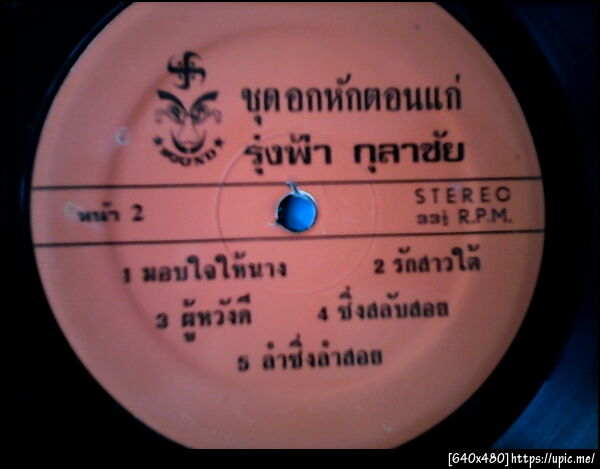 ชุดอกหักตอนแก่
SOUND
รุ่งฟ้า กุลาชัย
หน้า 2
STEREO
33⅓ R.P.M.
1 มอบใจให้นาง 2 รักสาวใต้
3 ผู้หวังดี 4 ซิ่งสลับสอย
5 ลำซิ่งลำสอย
[640x480]https://upic.me/